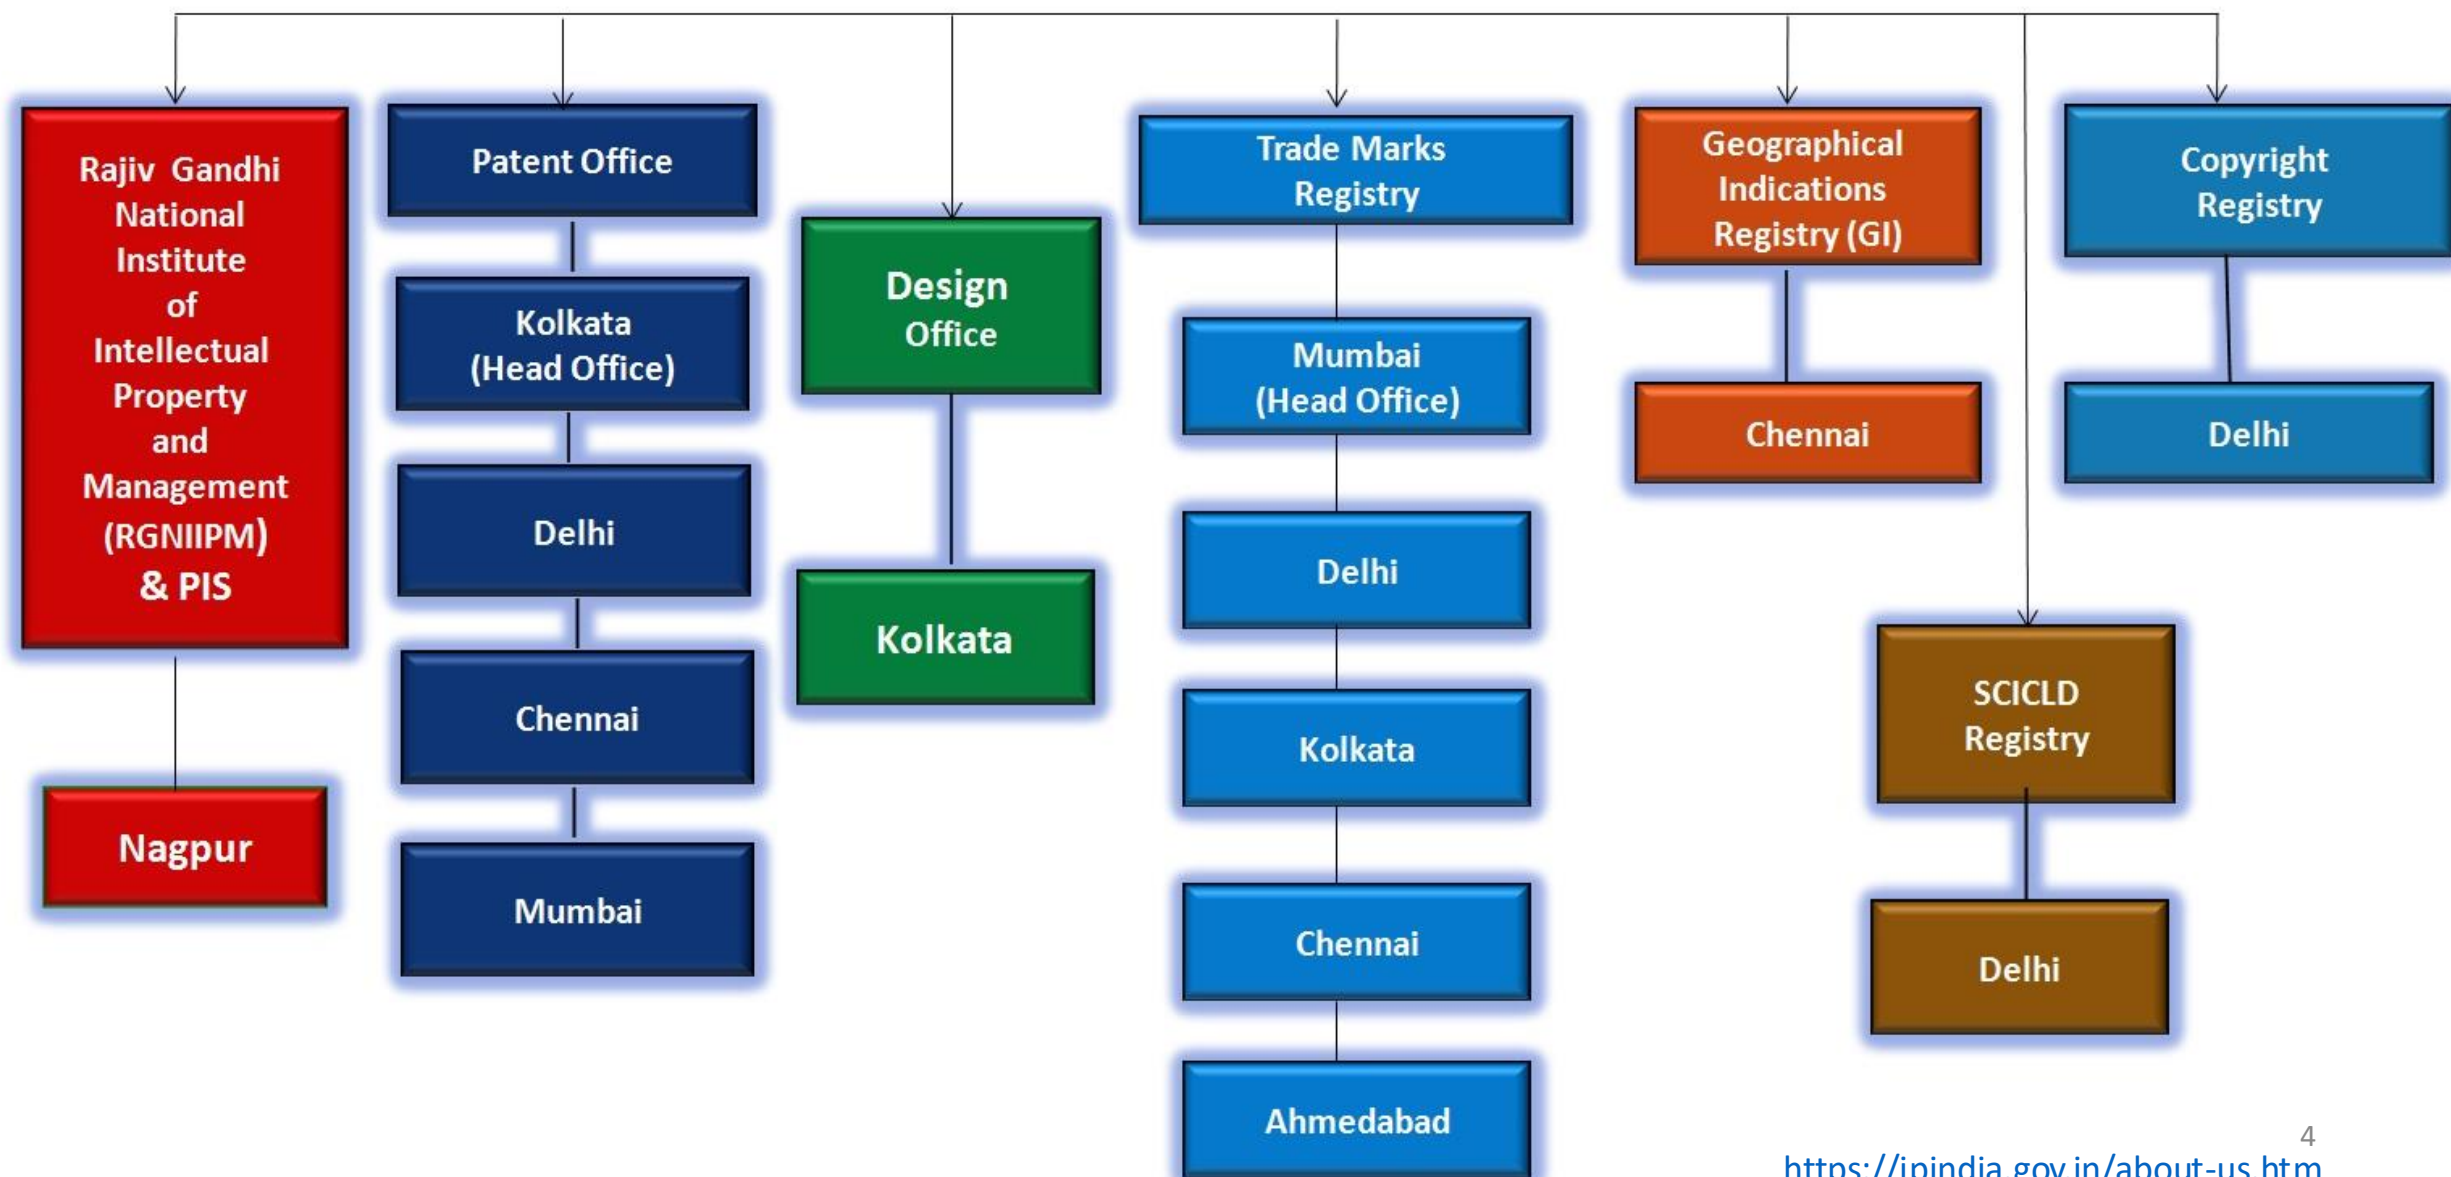 Rajiv Gandhi
National
Institute
of
Intellectual
Property
and
Management
(RGNIIPM)
& PIS
Nagpur
Patent Office
Kolkata
(Head Office)
Delhi
Chennai
Mumbai
Design
Office
Kolkata
Trade Marks
Registry
Mumbai
(Head Office)
Delhi
Kolkata
Chennai
Ahmedabad
Geographical
Indications
Registry (GI)
Chennai
SCICLD
Registry
Delhi
Copyright
Registry
Delhi
4
https://ipindia.gov.in/about-us.htm